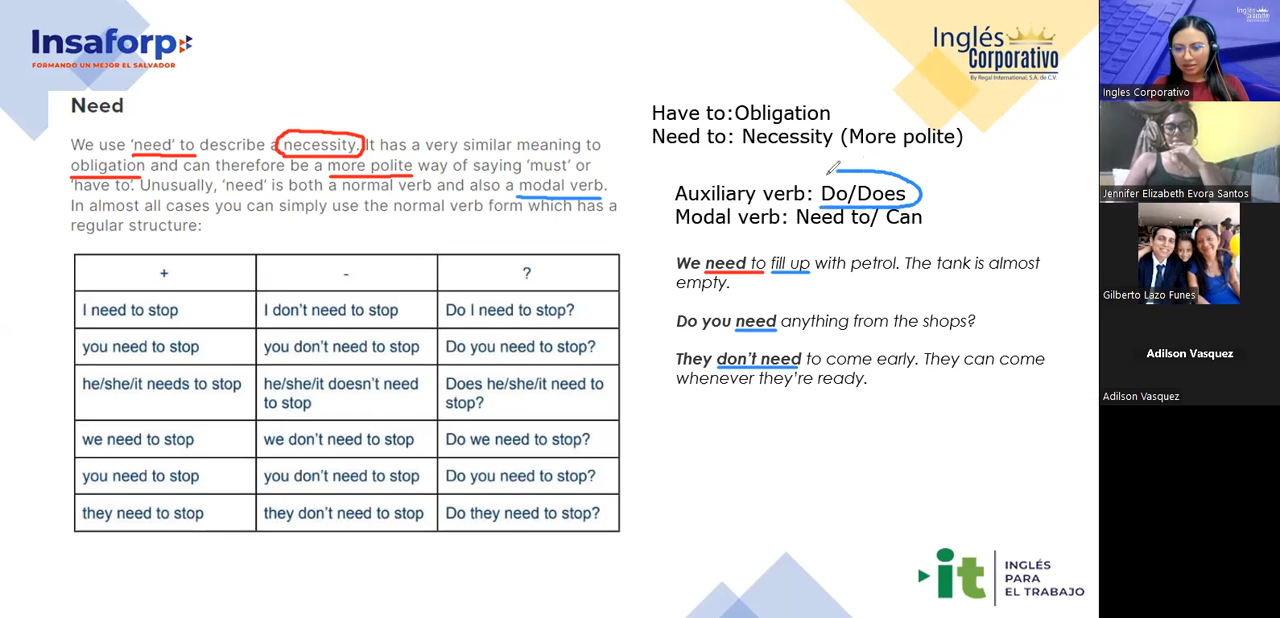 Insaforp
FORMANDO UN MEJOR EL SALVADOR
Inglés
Corporativo
By Regal International, S.A. de C.V.
Need
We use 'need' to describe a necessity. It has a very similar meaning to
obligation and can therefore be a more polite way of saying 'must' or
'have to'. Unusually, 'need' is both a normal verb and also a modal verb.
In almost all cases you can simply use the normal verb form which has a
regular structure:
+ - ?
I need to stop I don't need to stop Do I need to stop?
you need to stop you don't need to stop Do you need to stop?
he/she/it needs to stop he/she/it doesn't need Does he/she/it need to
to stop stop?
we need to stop we don't need to stop Do we need to stop?
you need to stop you don't need to stop Do you need to stop?
they need to stop they don't need to stop Do they need to stop?
Have to:Obligation
Need to: Necessity (More polite)
Auxiliary verb: Do/Does
Modal verb: Need to/ Can
We need to fill up with petrol. The tank is almost
empty.
Do you need anything from the shops?
They don't need to come early. They can come
whenever they're ready.
it
INGLÉS
PARA
EL TRABAJO
Inglés
Ingles Corporativo
Jennifer Elizabeth Evora Santos
Gilberto Lazo Funes
Adilson Vasquez
Adilson Vasquez